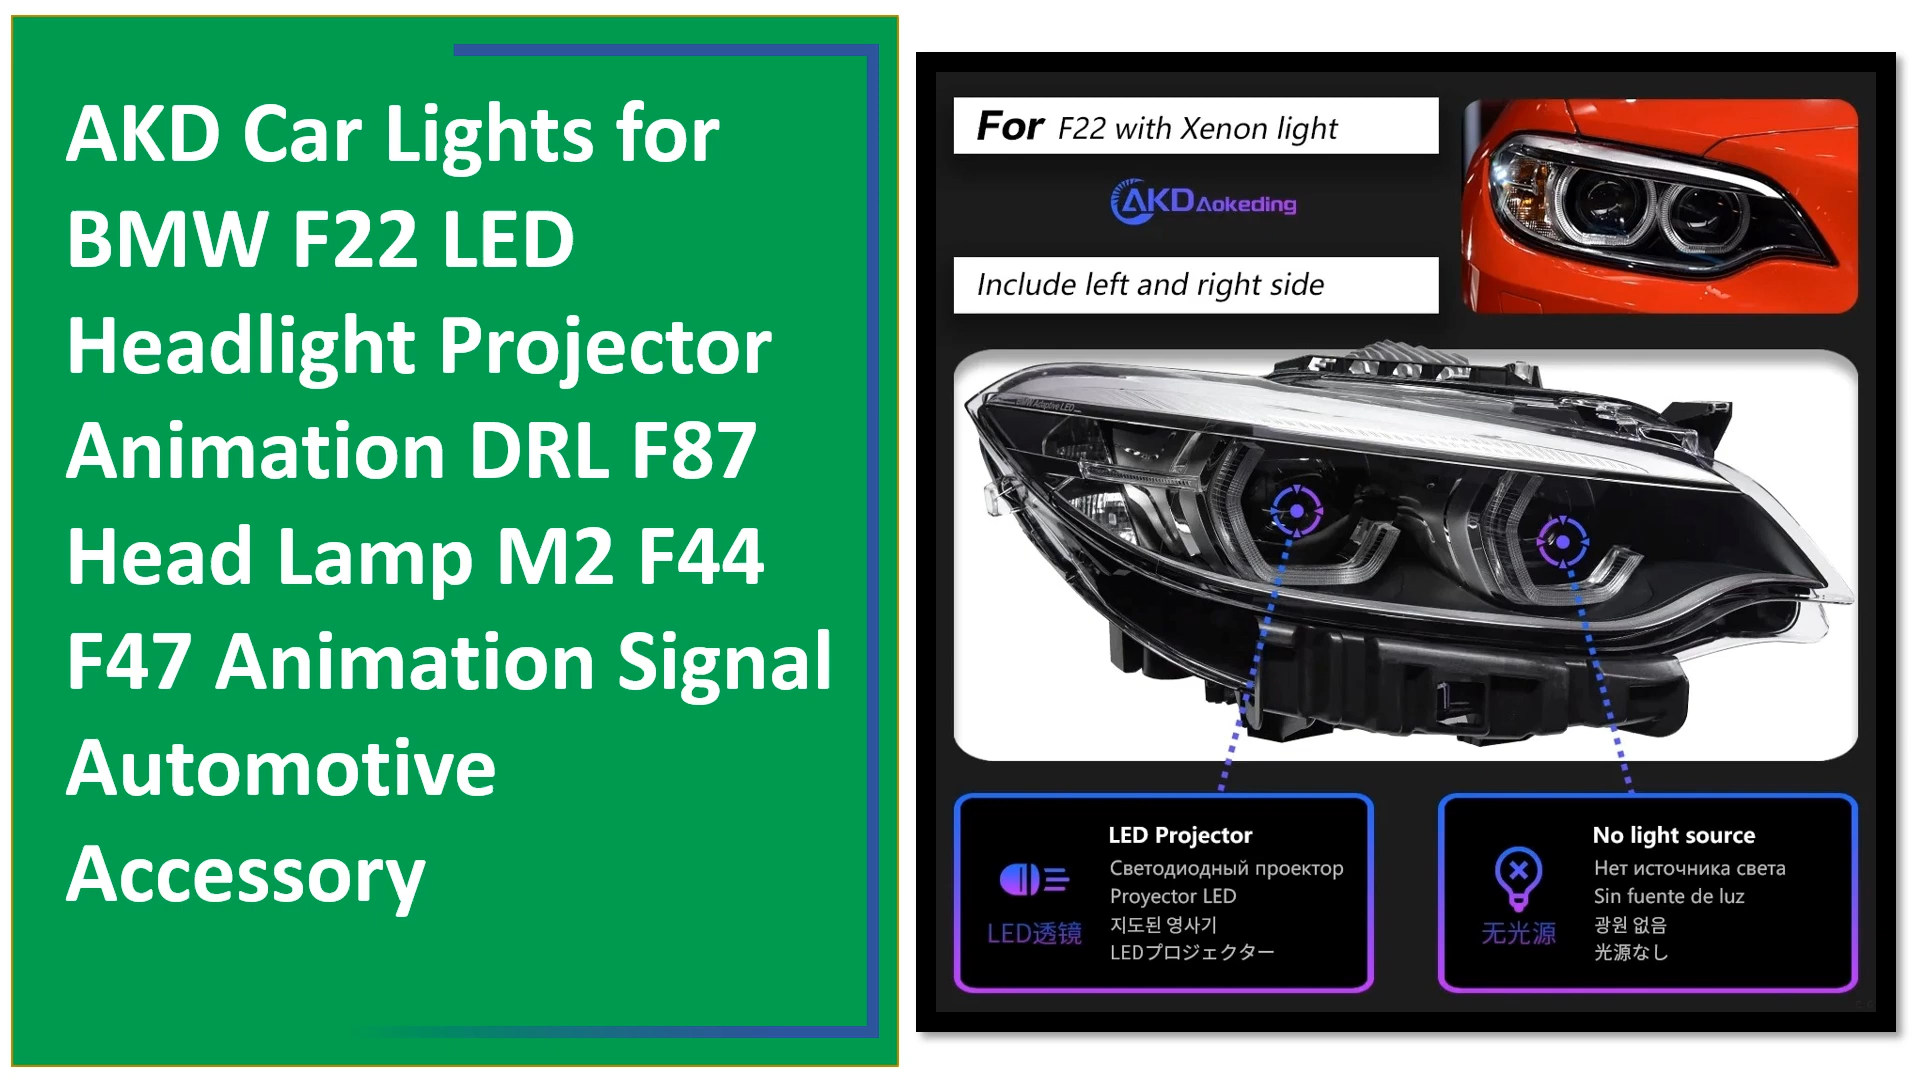 AKD Car Lights for
BMW F22 LED
Headlight Projector
Animation DRL F87
Head Lamp M2 F44
F47 Animation Signal
Automotive
Accessory
For F22 with Xenon light
AKD Aokeding
Include left and right side
BMW Adaptive LED
LED Projector
Светодиодный проектор
Proyector LED
지도된 영사기
LEDプロジェクター
LED透镜
No light source
Нет источника света
Sin fuente de luz
광원 없음
光源なし
无光源